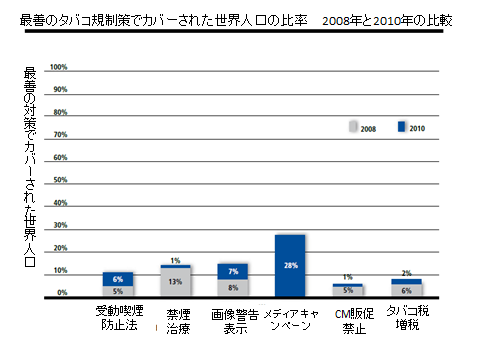 最善のタバコ規制策でカバーされた世界人口の比率 2008年と2010年の比較
最善の対策でカバーされた世界人口
100%
90%
80%
70%
60%
50%
40%
30%
20%
10%
0%
2008
2010
6%
5%
1%
13%
7%
8%
28%
1%
5%
2%
6%
受動喫煙
防止法
禁煙
治療
画像警告
表示
メディアキャ
ンペーン
CM販促
禁止
タバコ税
増税